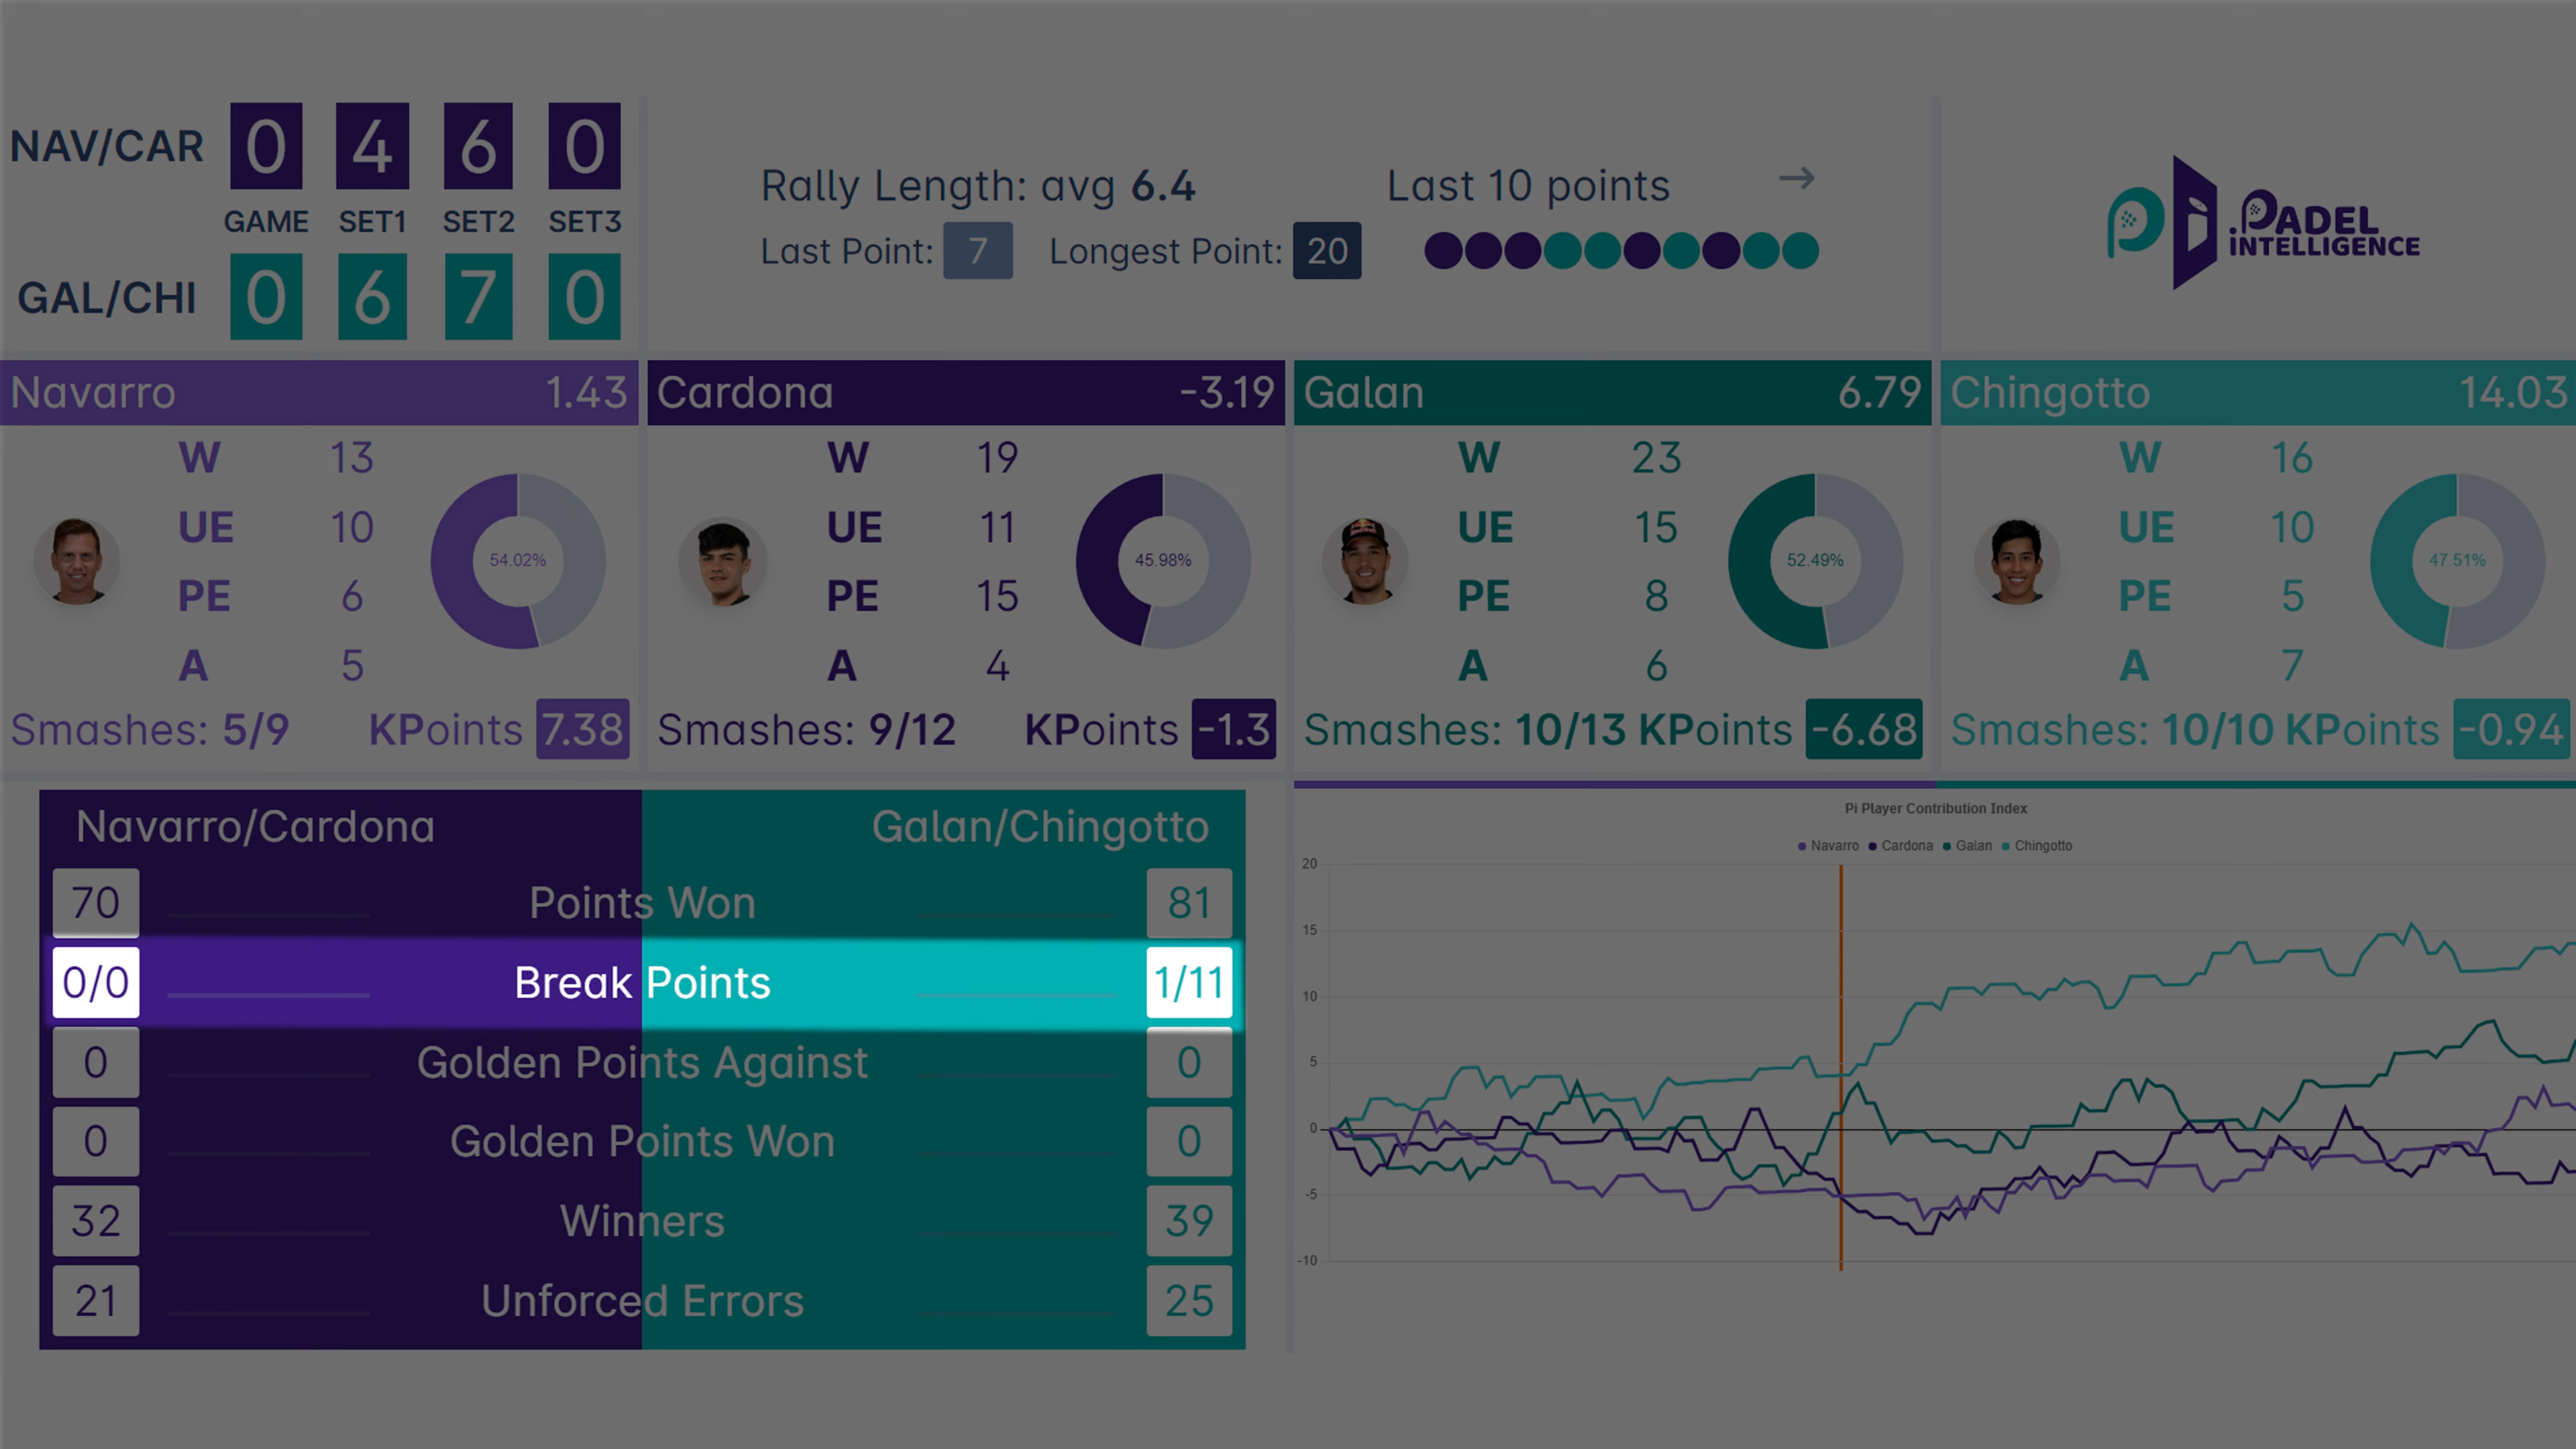 NAV/CAR 0 4 6 0
GAME SET1 SET2 SET3
GAL/CHI 0 6 7 0
Rally Length: avg 6.4
Last Point: 7 Longest Point: 20
Last 10 points →
.PADEL
INTELLIGENCE
Navarro 1.43
W 13
UE 10
PE 6
A 5
54.02%
Smashes: 5/9 KPoints 7.38
Cardona -3.19
W 19
UE 11
PE 15
A 4
45.98%
Smashes: 9/12 KPoints -1.3
Galan 6.79
W 23
UE 15
PE 8
A 6
52.49%
Smashes: 10/13 KPoints -6.68
Chingotto 14.03
W 16
UE 10
PE 5
A 7
47.51%
Smashes: 10/10 KPoints -0.94
Navarro/Cardona Galan/Chingotto
70 Points Won 81
0/0 Break Points 1/11
0 Golden Points Against 0
0 Golden Points Won 0
32 Winners 39
21 Unforced Errors 25
Pi Player Contribution Index
Navarro Cardona Galan Chingotto
20
15
10
5
0
-5
-10